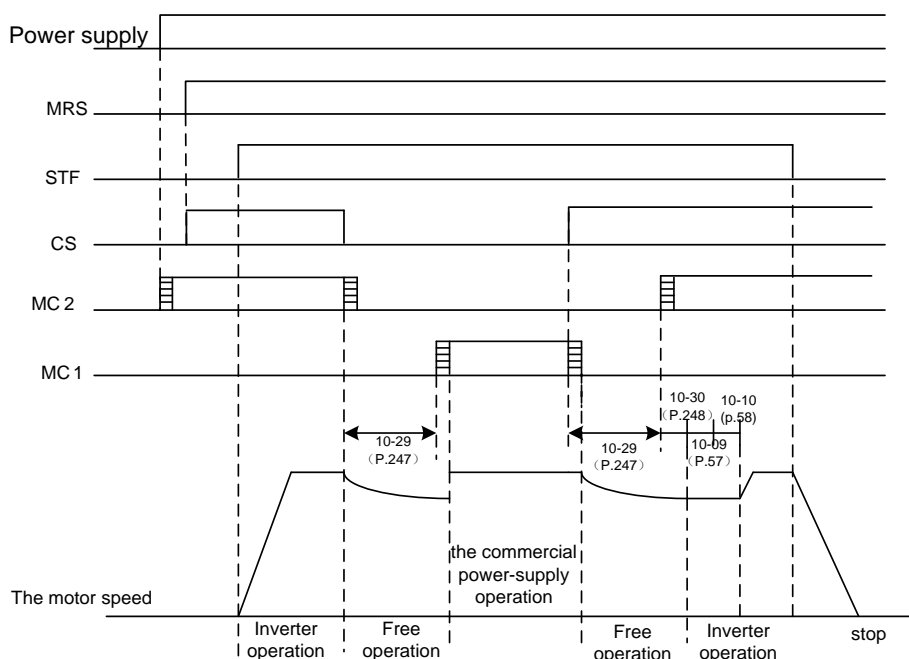 Power supply
MRS
STF
CS
MC 2
MC 1
10-30
(P.248)
10-10
(p.58)
10-29
（P.247）
10-29
（P.247）
10-09
（P.57）
the commercial
power-supply
operation
The motor speed
Inverter
operation
Free
operation
Free
operation
Inverter
operation
stop